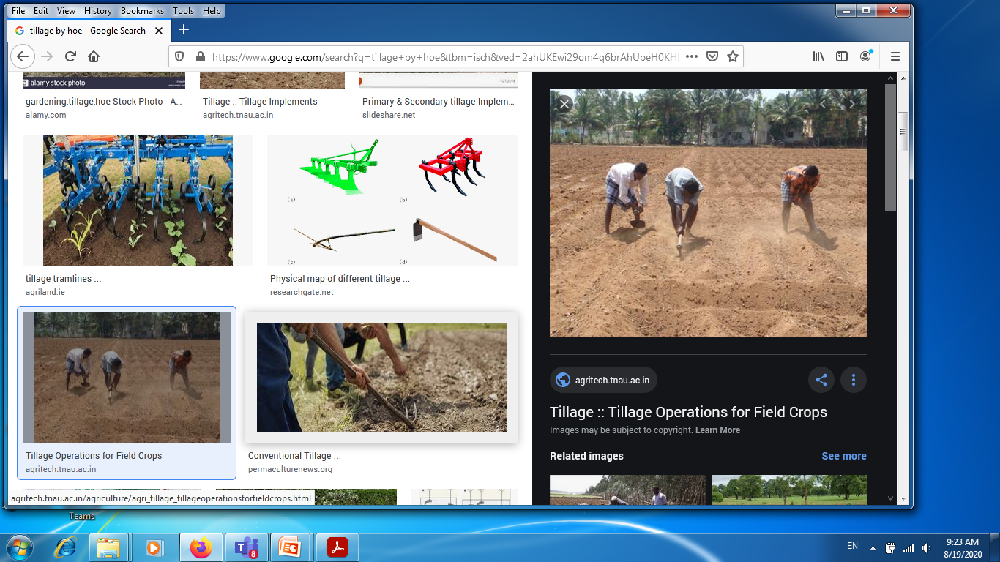 File Edit View History Bookmarks Tools Help
tillage by hoe - Google Search
https://www.google.com/search?q=tillage+by+hoe&tbm=isch&ved=2ahUKEwi29om4q6brAhUbeH0KH
a alamy stock photo
gardening,tillage,hoe Stock Photo - A...
alamy.com
Tillage :: Tillage Implements
agritech.tnau.ac.in
Primary & Secondary tillage Implem...
slideshare.net
(a)
(b)
(c)
(d)
tillage tramlines ...
agriland.ie
Physical map of different tillage ...
researchgate.net
Tillage Operations for Field Crops
agritech.tnau.ac.in
Conventional Tillage ...
permaculturenews.org
agritech.tnau.ac.in
Tillage :: Tillage Operations for Field Crops
Images may be subject to copyright. Learn More
Related images See more
agritech.tnau.ac.in/agriculture/agri_tillage_tillageoperationsforfieldcrops.html
Teams
8
EN
9:23 AM
8/19/2020